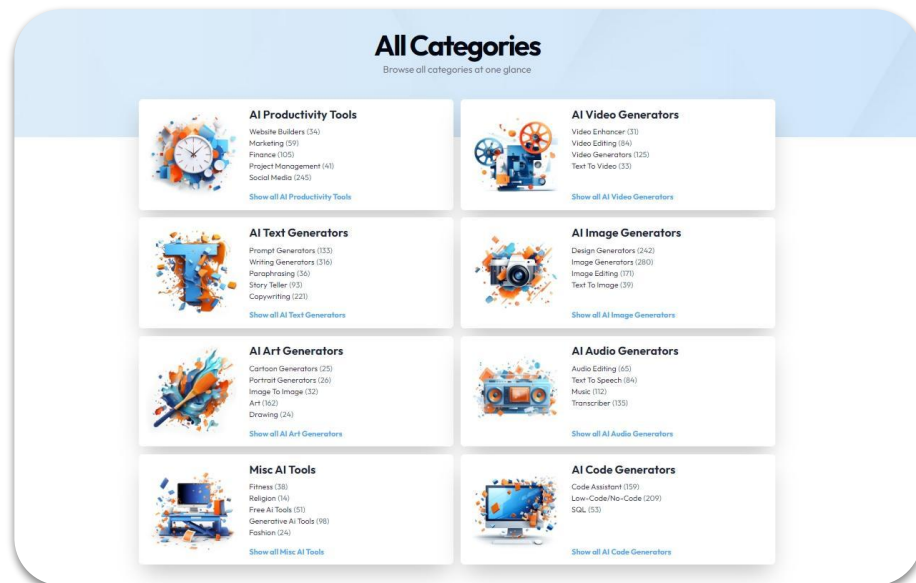 All Categories
Browse all categories at one glance
AI Productivity Tools
Website Builders (34)
Marketing (59)
Finance (105)
Project Management (41)
Social Media (245)
Show all AI Productivity Tools
AI Video Generators
Video Enhancer (31)
Video Editing (84)
Video Generators (125)
Text To Video (33)
Show all AI Video Generators
AI Text Generators
Prompt Generators (133)
Writing Generators (316)
Paraphrasing (36)
Story Teller (93)
Copywriting (221)
Show all AI Text Generators
AI Image Generators
Design Generators (242)
Image Generators (280)
Image Editing (171)
Text To Image (39)
Show all AI Image Generators
AI Art Generators
Cartoon Generators (25)
Portrait Generators (26)
Image To Image (32)
Art (162)
Drawing (24)
Show all AI Art Generators
AI Audio Generators
Audio Editing (65)
Text To Speech (84)
Music (112)
Transcriber (135)
Show all AI Audio Generators
Misc AI Tools
Fitness (38)
Religion (14)
Free Ai Tools (51)
Generative Ai Tools (98)
Fashion (24)
Show all Misc AI Tools
AI Code Generators
Code Assistant (159)
Low-Code/No-Code (209)
SQL (53)
Show all AI Code Generators